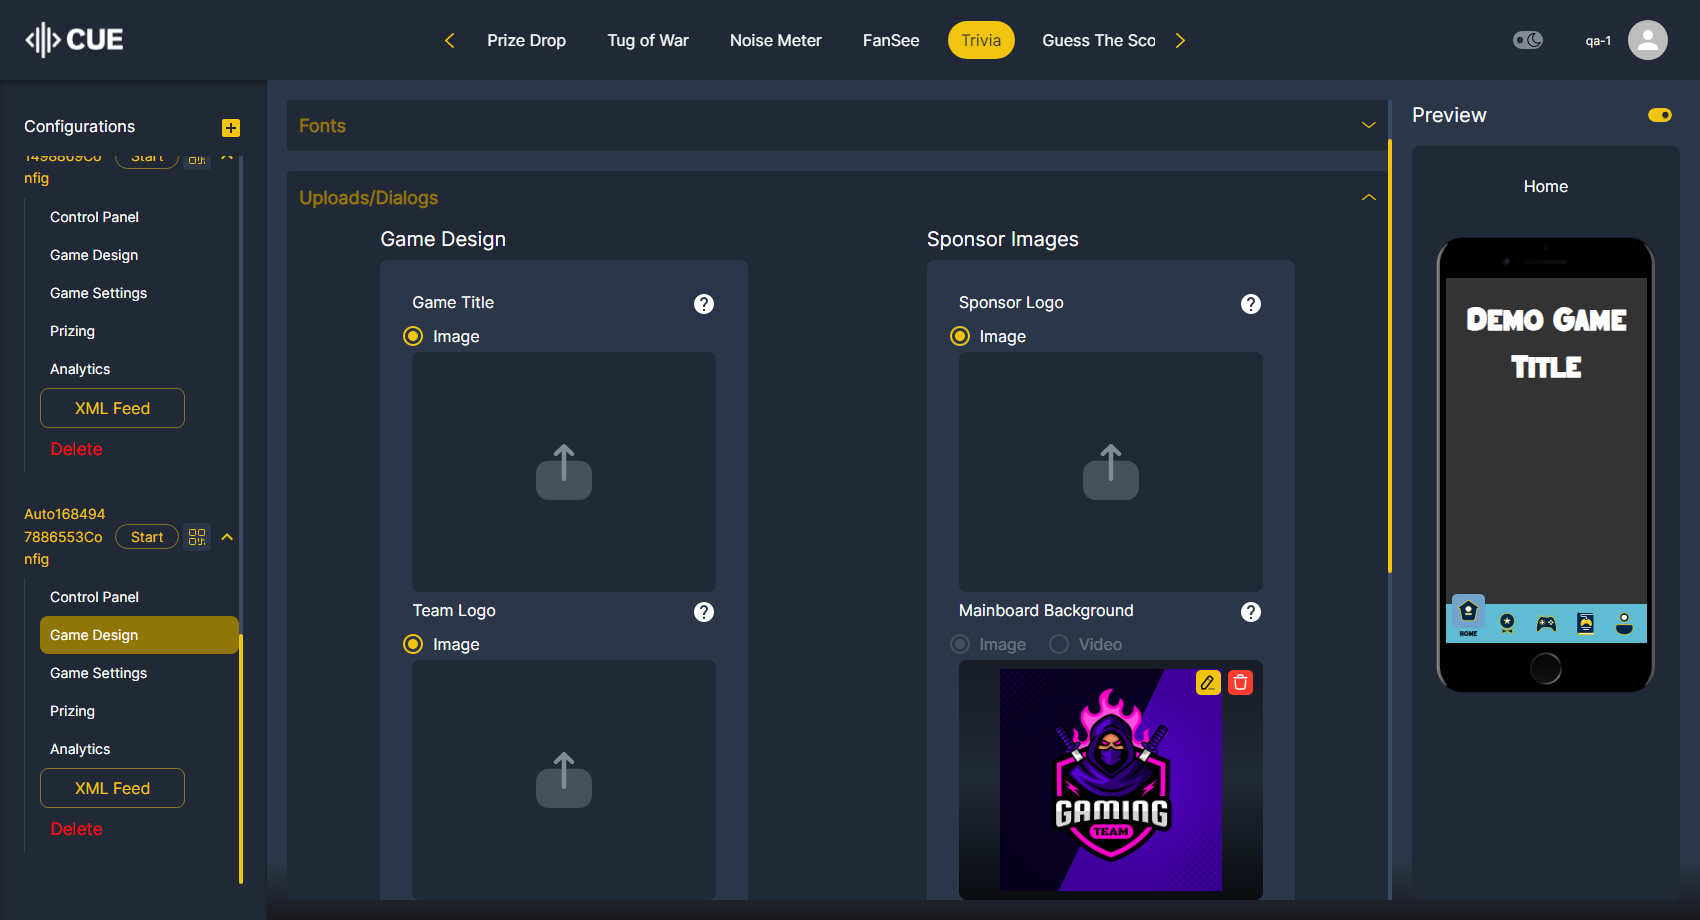 CUE
Prize Drop
Tug of War
Noise Meter
FanSee
Trivia
Guess The Sco
qa-1
Configurations
1498869Co
nfig
Start
Control Panel
Game Design
Game Settings
Prizing
Analytics
XML Feed
Delete
Auto168494
7886553Co
nfig
Start
Control Panel
Game Design
Game Settings
Prizing
Analytics
XML Feed
Delete
Fonts
Uploads/Dialogs
Game Design
Game Title
?
Image
Team Logo
?
Image
Sponsor Images
Sponsor Logo
?
Image
Mainboard Background
?
Image
Video
GAMING
TEAM
Preview
Home
DEMO GAME
TITLE
HOME